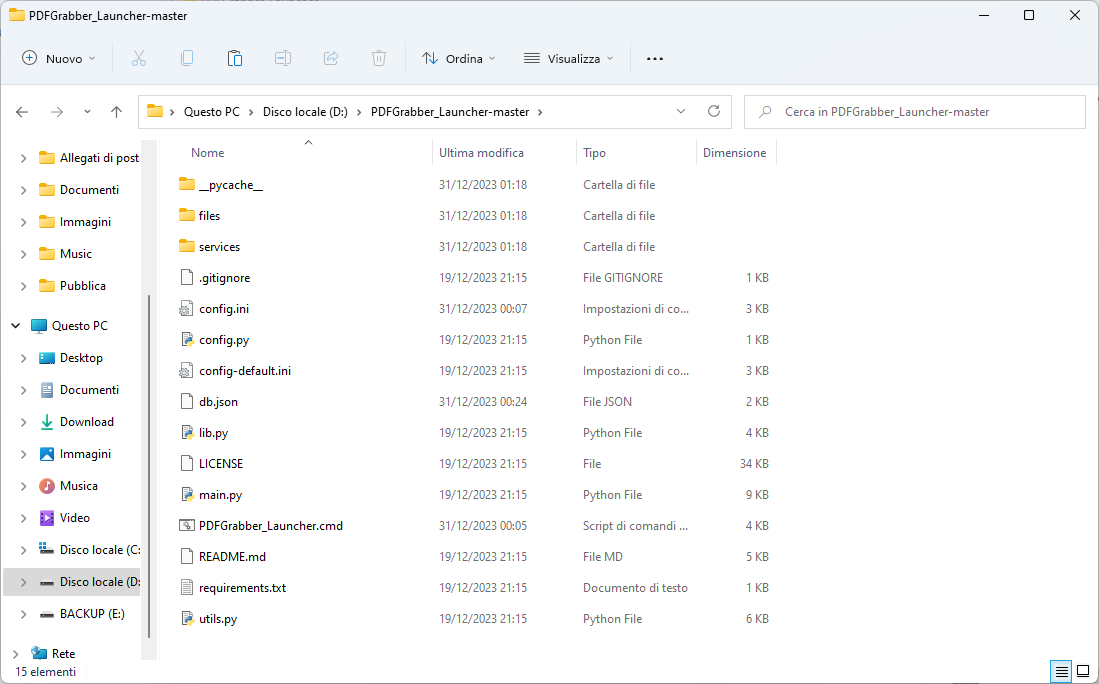 PDFGrabber_Launcher-master
Nuovo
Ordina
Visualizza
Questo PC
Disco locale (D:)
PDFGrabber_Launcher-master
Cerca in PDFGrabber_Launcher-master
Allegati di post
Documenti
Immagini
Music
Pubblica
Questo PC
Desktop
Documenti
Download
Immagini
Musica
Video
Disco locale (C:
Disco locale (D:
BACKUP (E:)
Rete
Nome Ultima modifica Tipo Dimensione
__pycache__ 31/12/2023 01:18 Cartella di file
files 31/12/2023 01:18 Cartella di file
services 31/12/2023 01:18 Cartella di file
.gitignore 19/12/2023 21:15 File GITIGNORE 1 KB
config.ini 31/12/2023 00:07 Impostazioni di co... 3 KB
config.py 19/12/2023 21:15 Python File 1 KB
config-default.ini 19/12/2023 21:15 Impostazioni di co... 3 KB
db.json 31/12/2023 00:24 File JSON 2 KB
lib.py 19/12/2023 21:15 Python File 4 KB
LICENSE 19/12/2023 21:15 File 34 KB
main.py 19/12/2023 21:15 Python File 9 KB
PDFGrabber_Launcher.cmd 31/12/2023 00:05 Script di comandi ... 4 KB
README.md 19/12/2023 21:15 File MD 5 KB
requirements.txt 19/12/2023 21:15 Documento di testo 1 KB
utils.py 19/12/2023 21:15 Python File 6 KB
15 elementi